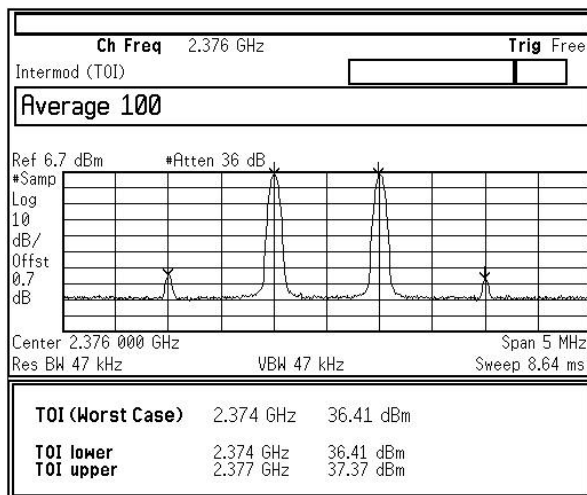 Ch Freq 2.376 GHz Trig Free
Intermod (TOI)
Average 100
Ref 6.7 dBm #Atten 36 dB
#Samp
Log
10
dB/
Offst
0.7
dB
Center 2.376 000 GHz Span 5 MHz
Res BW 47 kHz VBW 47 kHz Sweep 8.64 ms
TOI (Worst Case) 2.374 GHz 36.41 dBm
TOI lower 2.374 GHz 36.41 dBm
TOI upper 2.377 GHz 37.37 dBm